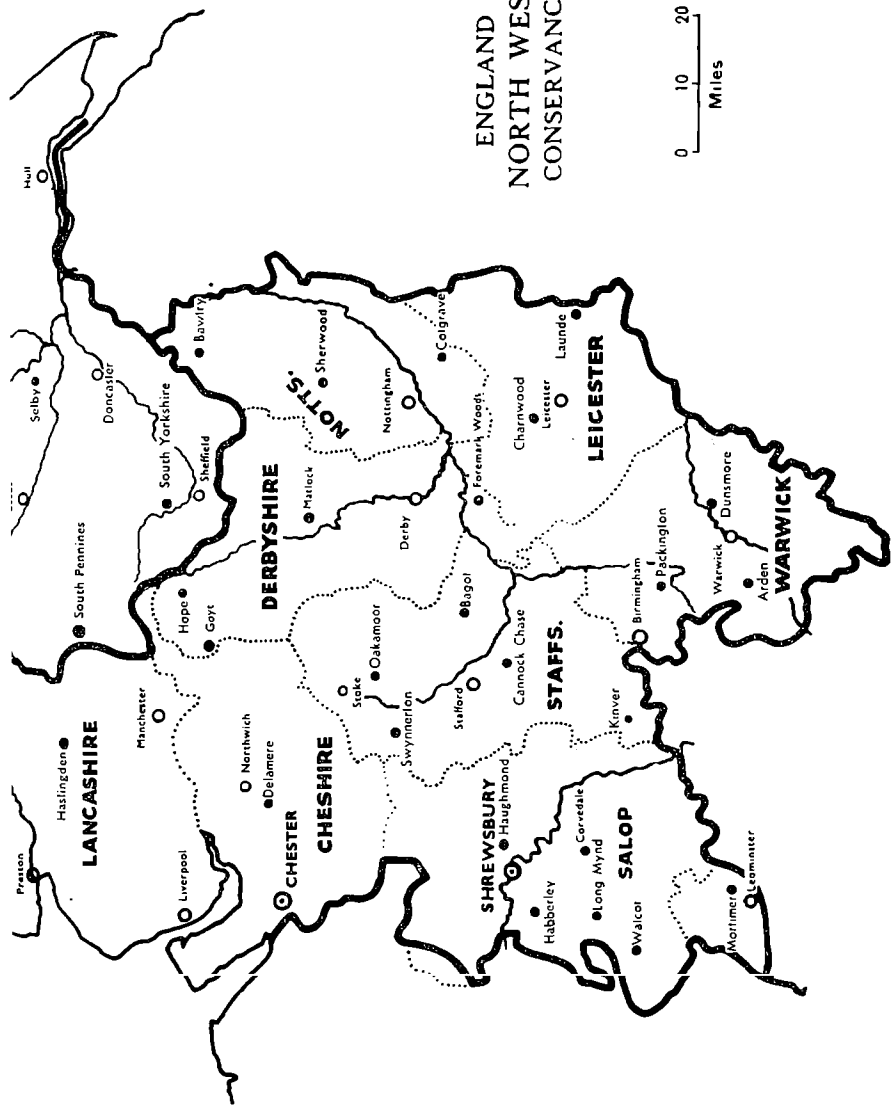 ENGLAND
NORTH WES
CONSERVANC
0 10 20
Miles
Hull
Selby
Doncaster
South Yorkshire
Sheffield
South Pennines
Preston
Haslingden
LANCASHIRE
Manchester
Liverpool
Bawtry
Sherwood
NOTTS.
Nottingham
Colgrave
Hope
Goyt
DERBYSHIRE
Matlock
Derby
Foremark Woods
Northwich
Delamere
CHESTER
CHESHIRE
Stoke
Oakamoor
Swynnerton
Bagot
Stafford
Cannock Chase
STAFFS.
Kinver
Charnwood
Leicester
Launde
LEICESTER
SHREWSBURY
Haughmond
Habberley
Corvedale
Long Mynd
SALOP
Walcot
Mortimer
Leominster
Birmingham
Packington
Warwick
Dunsmore
Arden
WARWICK